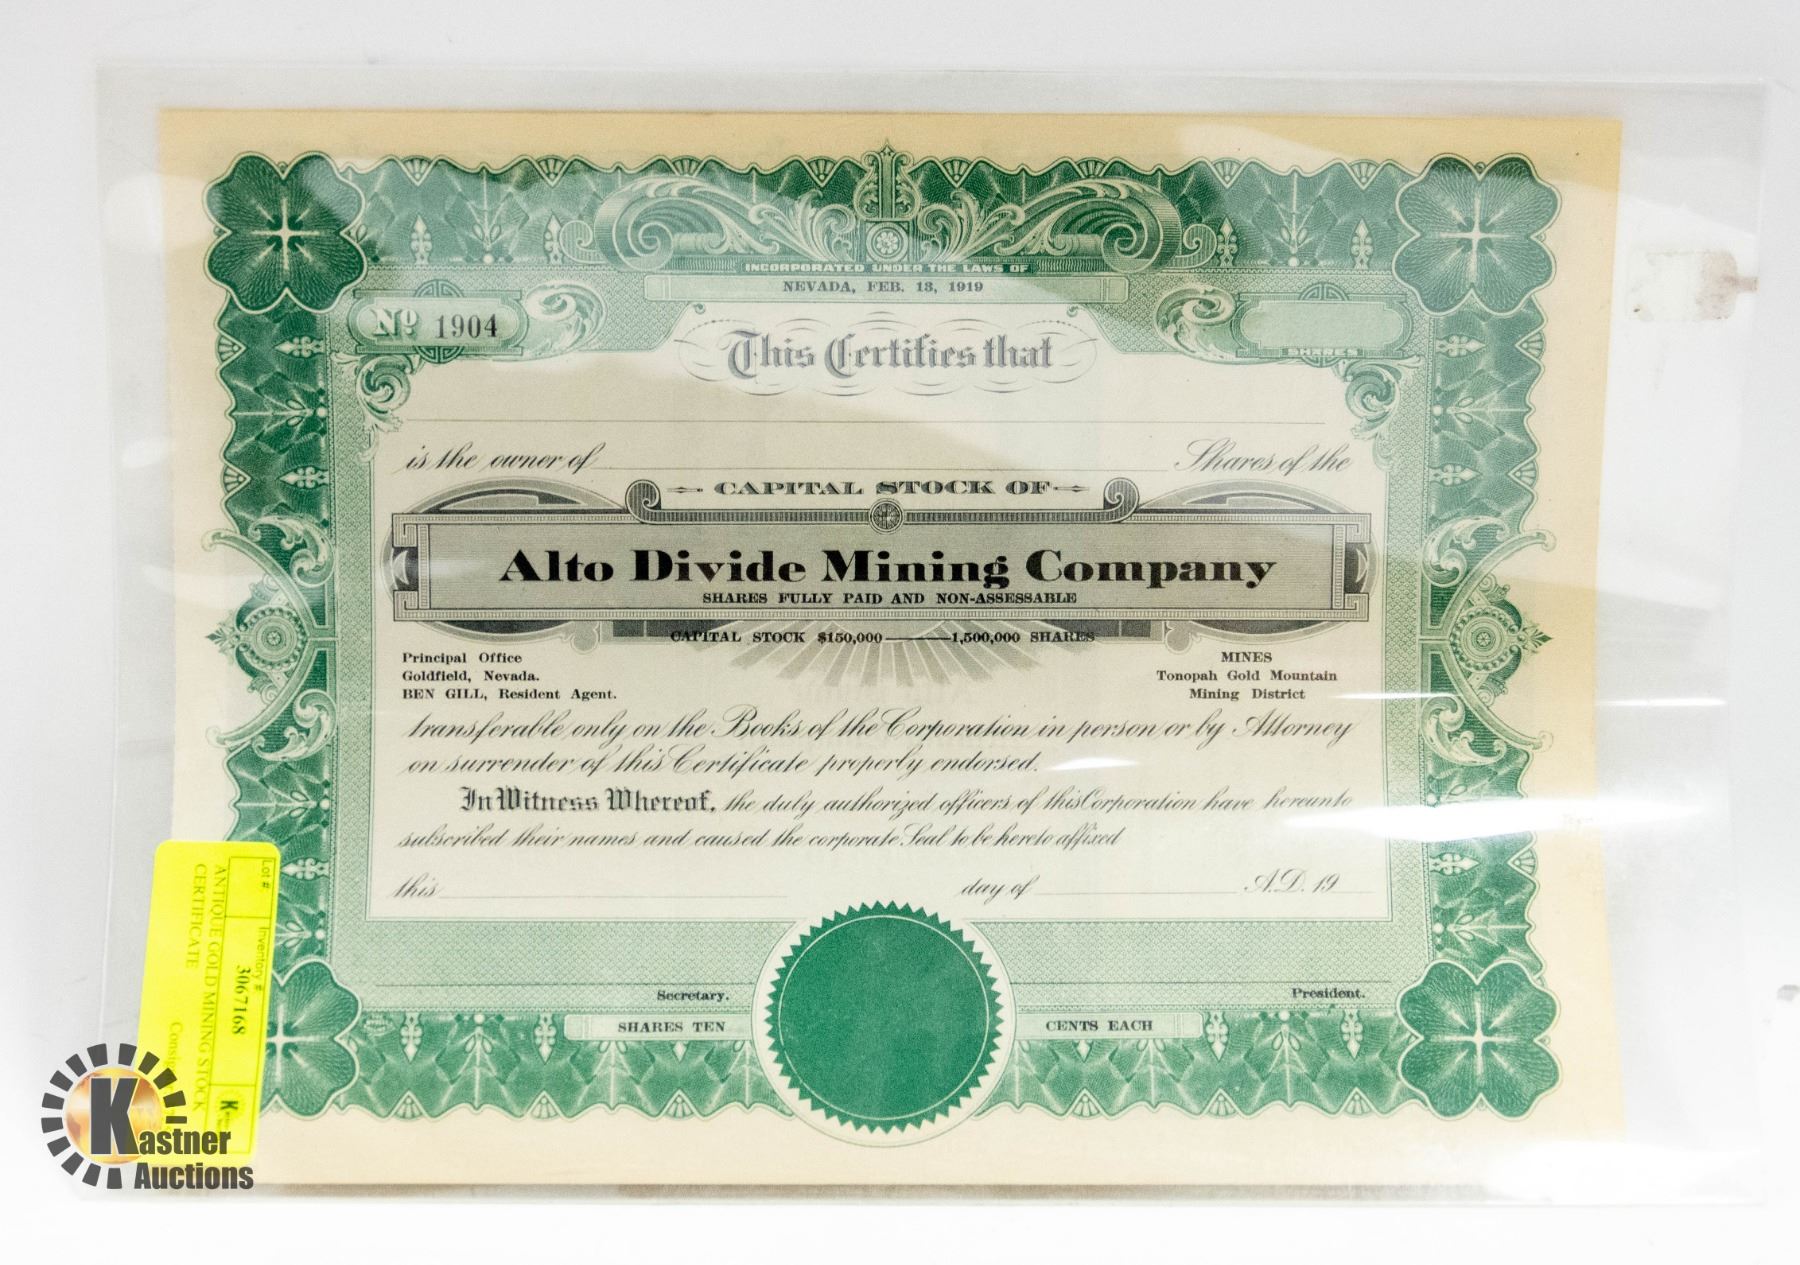 INCORPORATED UNDER THE LAWS OF
NEVADA, FEB. 13, 1919
No. 1904
SHARES
This Certifies that
is the owner of Shares of the
CAPITAL STOCK OF
Alto Divide Mining Company
SHARES FULLY PAID AND NON-ASSESSABLE
CAPITAL STOCK $150,000 1,500,000 SHARES
Principal Office
Goldfield, Nevada.
BEN GILL, Resident Agent.
MINES
Tonopah Gold Mountain
Mining District
transferable only on the Books of the Corporation in person or by Attorney
on surrender of this Certificate properly endorsed.
In Witness Whereof, the duly authorized officers of this Corporation have hereunto
subscribed their names and caused the corporate Seal to be hereto affixed
this day of A.D. 19
Secretary.
President.
SHARES TEN CENTS EACH
Lot # Inventory #
3067168
ANTIQUE GOLD MINING STOCK
CERTIFICATE
Kastner
Auctions